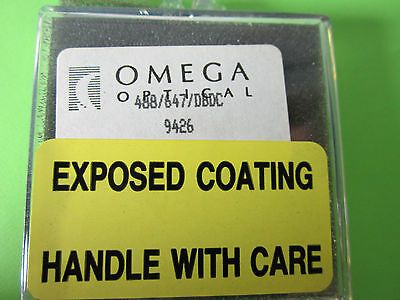 OMEGA
OPTICAL
488/647/DBDC
9426
EXPOSED COATING
HANDLE WITH CARE